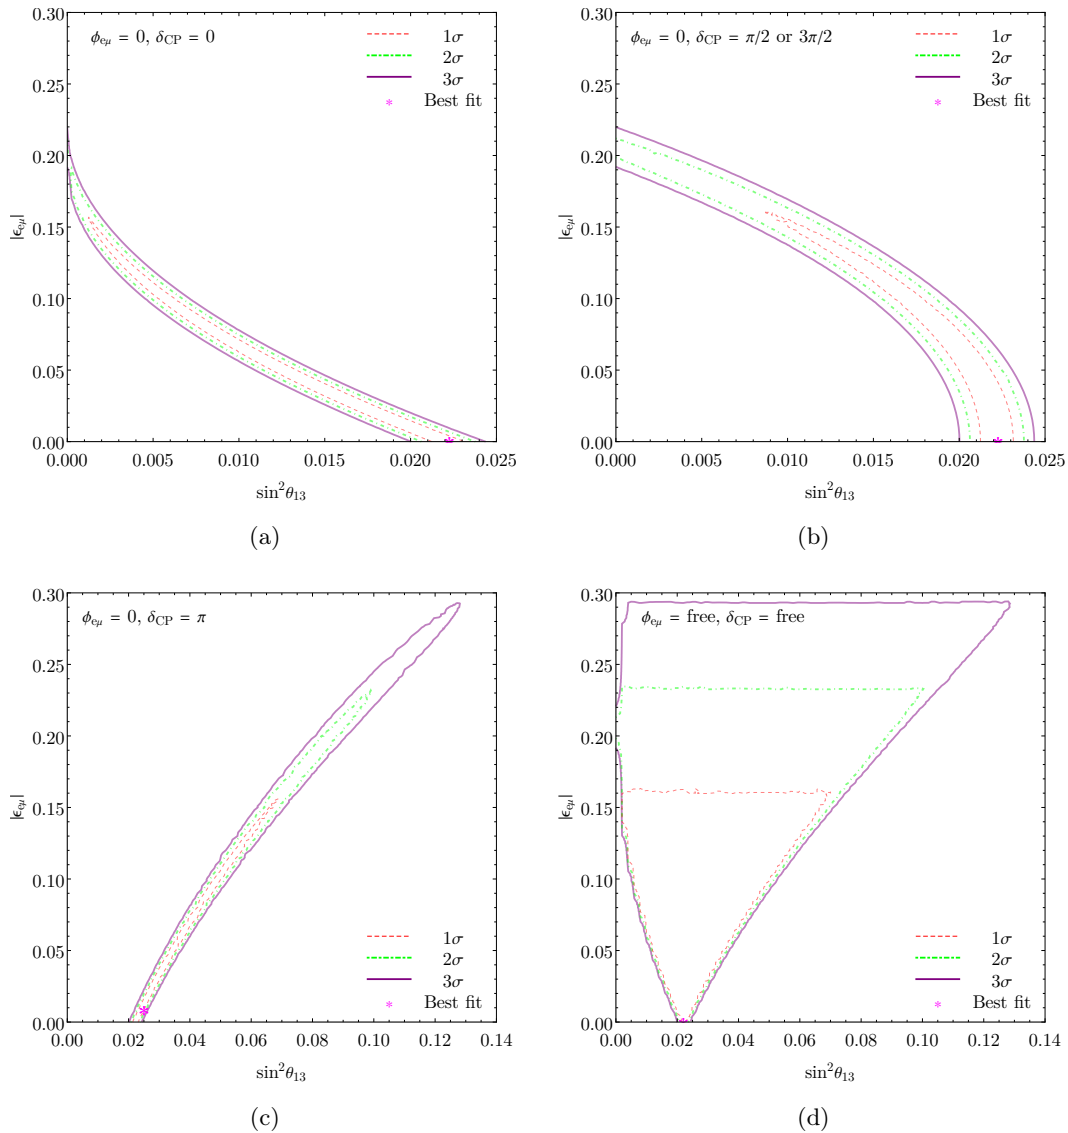 ϕeμ = 0, δCP = 0
1σ
2σ
3σ
* Best fit
|ϵeμ|
0.30
0.25
0.20
0.15
0.10
0.05
0.00
0.000 0.005 0.010 0.015 0.020 0.025
sin²θ13
(a)
ϕeμ = 0, δCP = π/2 or 3π/2
1σ
2σ
3σ
* Best fit
|ϵeμ|
0.30
0.25
0.20
0.15
0.10
0.05
0.00
0.000 0.005 0.010 0.015 0.020 0.025
sin²θ13
(b)
ϕeμ = 0, δCP = π
1σ
2σ
3σ
* Best fit
|ϵeμ|
0.30
0.25
0.20
0.15
0.10
0.05
0.00
0.00 0.02 0.04 0.06 0.08 0.10 0.12 0.14
sin²θ13
(c)
ϕeμ = free, δCP = free
1σ
2σ
3σ
* Best fit
|ϵeμ|
0.30
0.25
0.20
0.15
0.10
0.05
0.00
0.00 0.02 0.04 0.06 0.08 0.10 0.12 0.14
sin²θ13
(d)